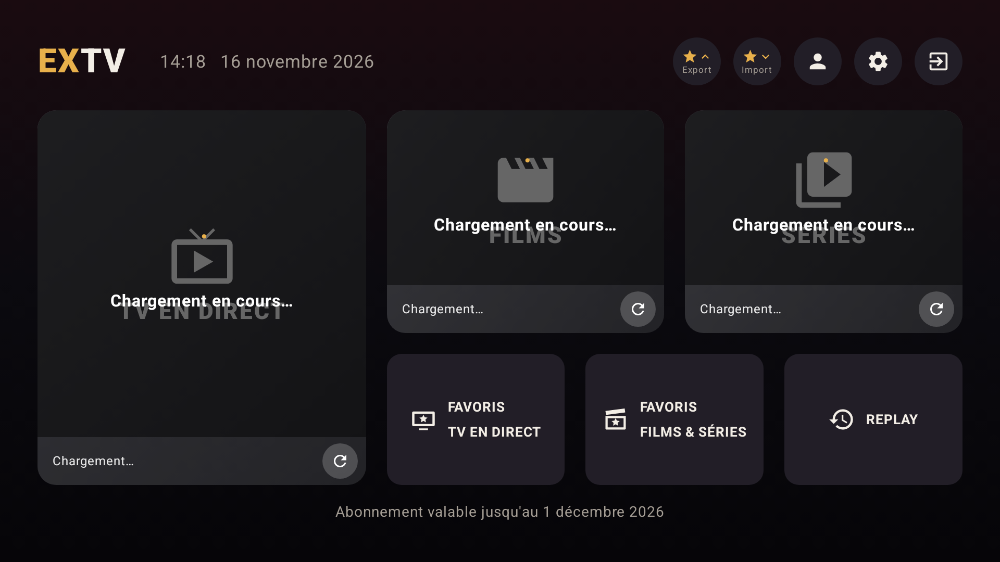 EXTV
14:18 16 novembre 2026
Export
Import
Chargement en cours…
TV EN DIRECT
Chargement…
Chargement en cours…
FILMS
Chargement…
Chargement en cours…
SÉRIES
Chargement…
FAVORIS
TV EN DIRECT
FAVORIS
FILMS & SÉRIES
REPLAY
Abonnement valable jusqu'au 1 décembre 2026